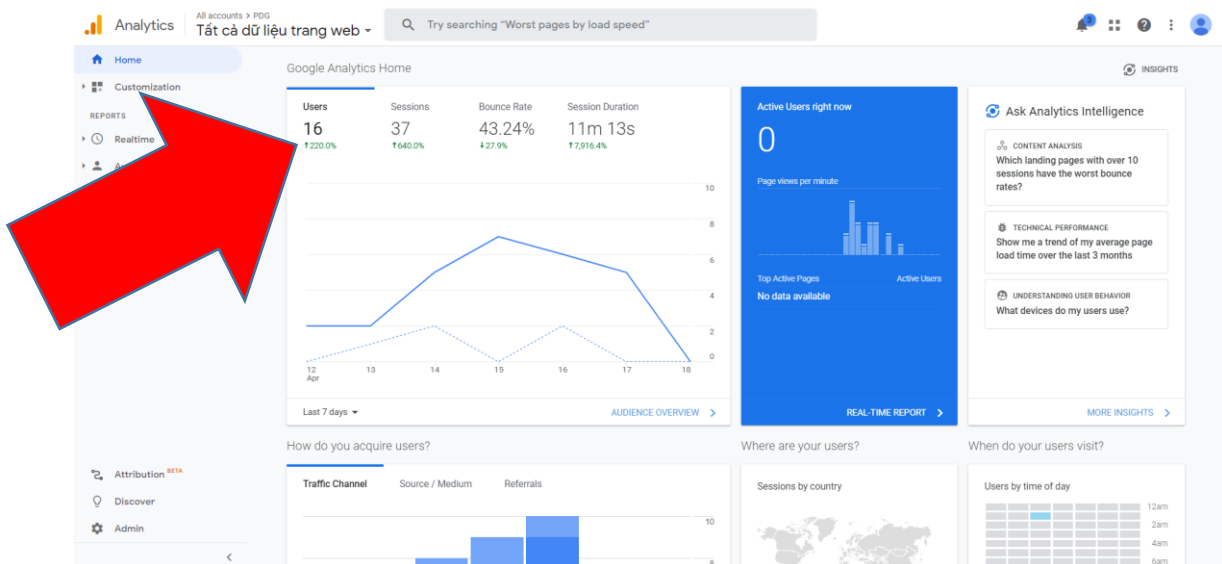 Analytics
All accounts > PDG
Tất cả dữ liệu trang web
Try searching “Worst pages by load speed”
3
Home
Customization
REPORTS
Realtime
Attribution BETA
Discover
Admin
Google Analytics Home
INSIGHTS
Users
16
220.0%
Sessions
37
640.0%
Bounce Rate
43.24%
27.9%
Session Duration
11m 13s
7,916.4%
10
8
6
4
2
0
12
Apr
13
14
15
16
17
18
Last 7 days
AUDIENCE OVERVIEW
Active Users right now
0
Page views per minute
Top Active Pages
Active Users
No data available
REAL-TIME REPORT
Ask Analytics Intelligence
CONTENT ANALYSIS
Which landing pages with over 10
sessions have the worst bounce
rates?
TECHNICAL PERFORMANCE
Show me a trend of my average page
load time over the last 3 months
UNDERSTANDING USER BEHAVIOR
What devices do my users use?
MORE INSIGHTS
How do you acquire users?
Traffic Channel
Source / Medium
Referrals
10
Where are your users?
Sessions by country
When do your users visit?
Users by time of day
12am
2am
4am
6am